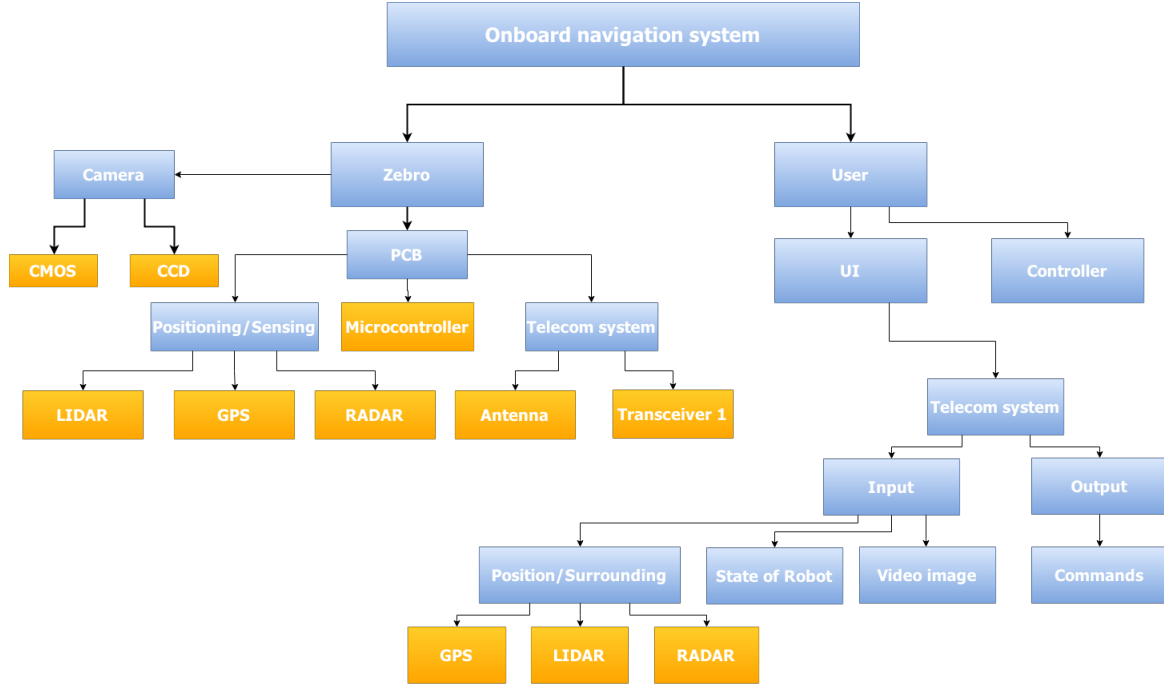 Onboard navigation system
Camera
Zebro
User
CMOS
CCD
PCB
UI
Controller
Positioning/Sensing
Microcontroller
Telecom system
LIDAR
GPS
RADAR
Antenna
Transceiver 1
Telecom system
Input
Output
Position/Surrounding
State of Robot
Video image
Commands
GPS
LIDAR
RADAR